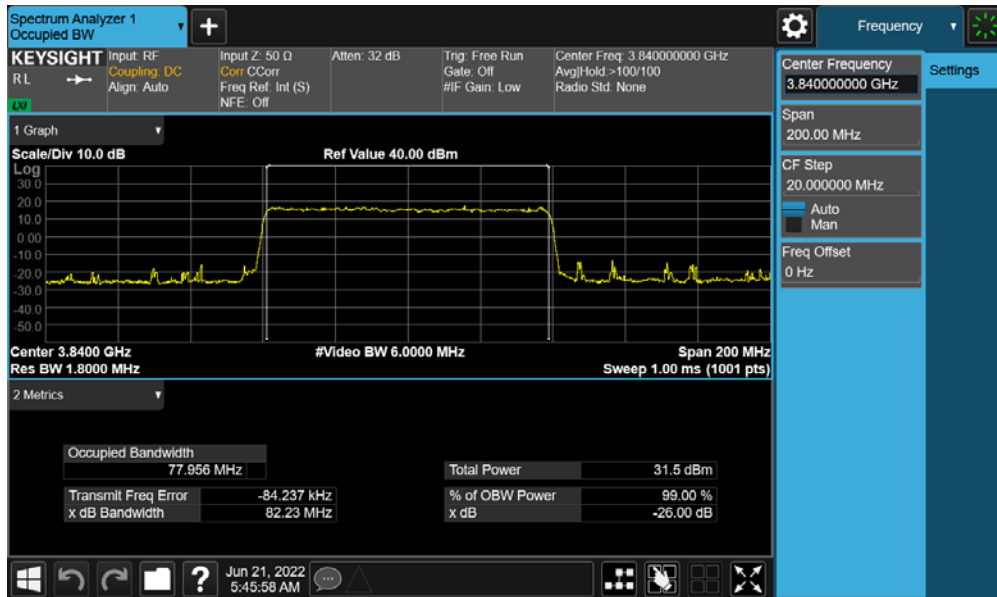 Spectrum Analyzer 1
Occupied BW
+
Frequency
KEYSIGHT
R L
LXI
Input: RF
Coupling: DC
Align: Auto
Input Z: 50 Ω
Corr CCorr
Freq Ref: Int (S)
NFE: Off
Atten: 32 dB
Trig: Free Run
Gate: Off
#IF Gain: Low
Center Freq: 3.840000000 GHz
Avg|Hold:>100/100
Radio Std: None
Center Frequency
3.840000000 GHz
Settings
Span
200.00 MHz
CF Step
20.000000 MHz
Auto
Man
Freq Offset
0 Hz
1 Graph
Scale/Div 10.0 dB
Ref Value 40.00 dBm
Log
30.0
20.0
10.0
0.00
-10.0
-20.0
-30.0
-40.0
-50.0
Center 3.8400 GHz
#Video BW 6.0000 MHz
Span 200 MHz
Res BW 1.8000 MHz
Sweep 1.00 ms (1001 pts)
2 Metrics
Occupied Bandwidth
77.956 MHz
Total Power 31.5 dBm
Transmit Freq Error -84.237 kHz
% of OBW Power 99.00 %
x dB Bandwidth 82.23 MHz
x dB -26.00 dB
?
Jun 21, 2022
5:45:58 AM